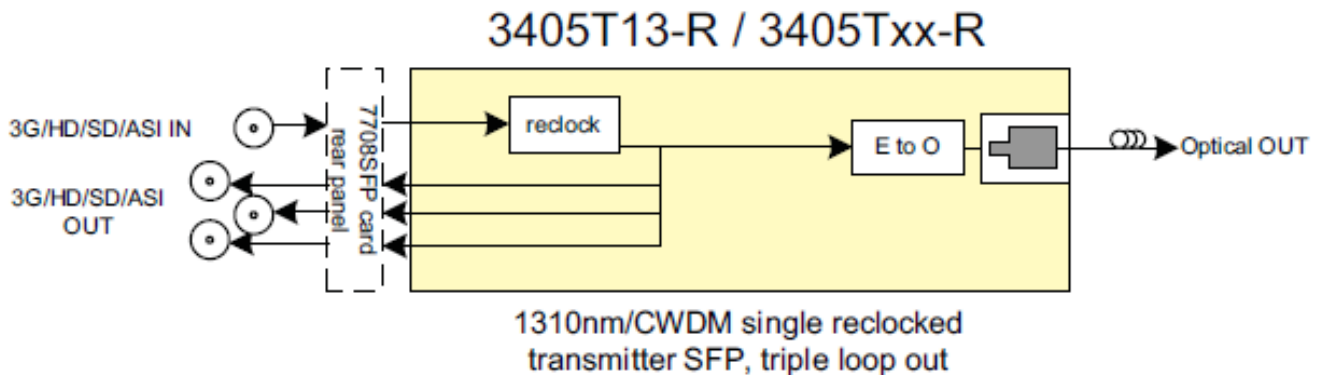 3405T13-R / 3405Txx-R
3G/HD/SD/ASI IN
7708SFP card
rear panel
reclock
E to O
Optical OUT
3G/HD/SD/ASI
OUT
1310nm/CWDM single reclocked
transmitter SFP, triple loop out